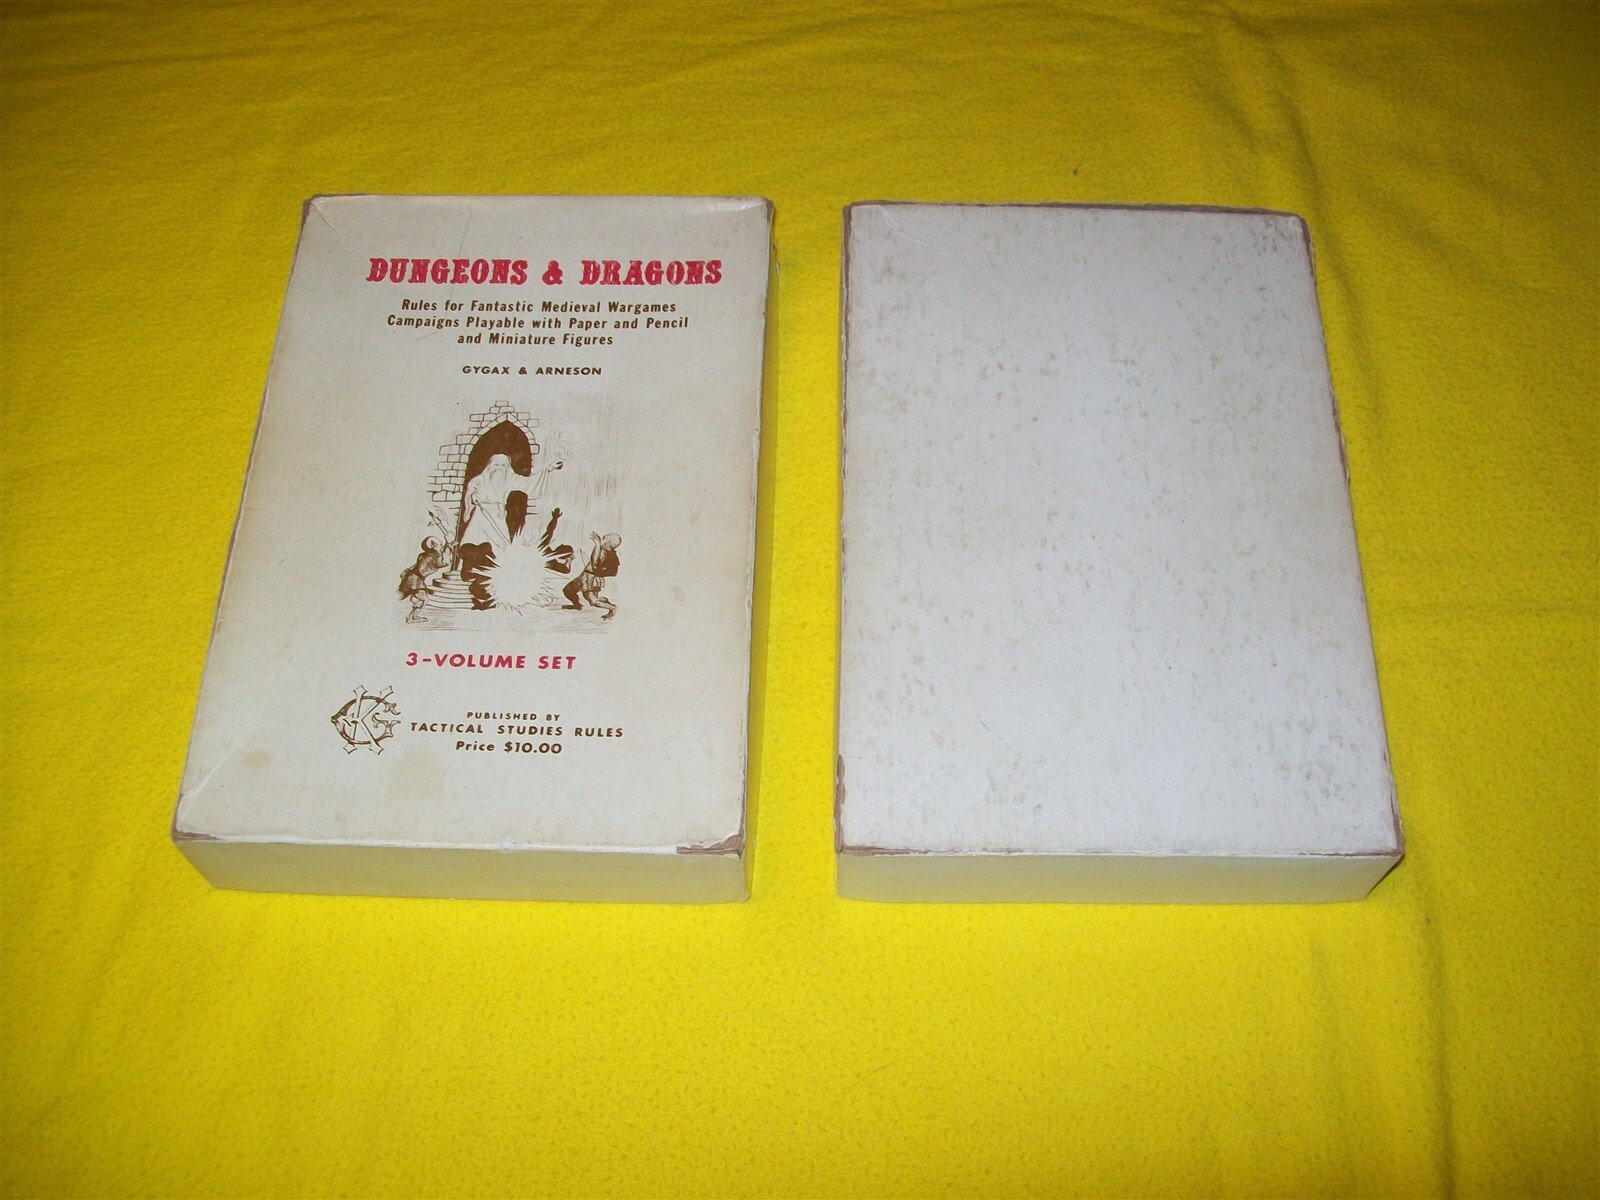 DUNGEONS & DRAGONS
Rules for Fantastic Medieval Wargames
Campaigns Playable with Paper and Pencil
and Miniature Figures
GYGAX & ARNESON
3-VOLUME SET
GK
PUBLISHED BY
TACTICAL STUDIES RULES
Price $10.00